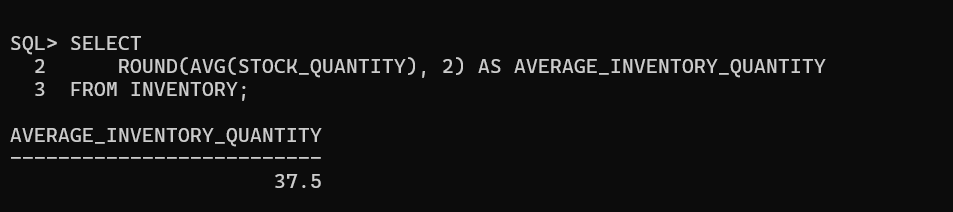 SQL> SELECT
  2      ROUND(AVG(STOCK_QUANTITY), 2) AS AVERAGE_INVENTORY_QUANTITY
  3  FROM INVENTORY;
AVERAGE_INVENTORY_QUANTITY
--------------------------
                      37.5